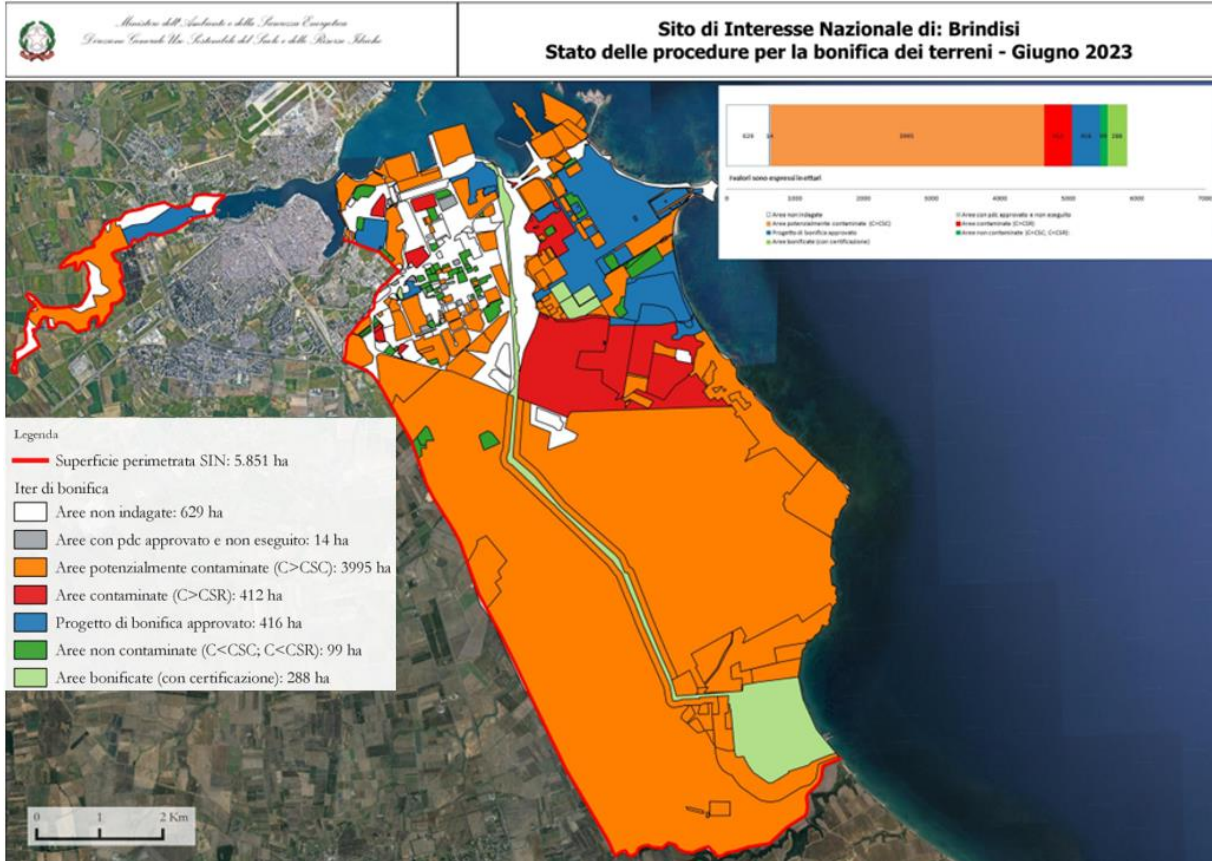 Ministero dell'Ambiente e della Sicurezza Energetica
Direzione Generale Uso Sostenibile del Suolo e delle Risorse Idriche
Sito di Interesse Nazionale di: Brindisi
Stato delle procedure per la bonifica dei terreni - Giugno 2023
629 14 3995 412 416 99 288
I valori sono espressi in ettari
0 1000 2000 3000 4000 5000 6000 7000
Aree non indagate
Aree con pdc approvato e non eseguito
Aree potenzialmente contaminate (C>CSC)
Aree contaminate (C>CSR)
Progetto di bonifica approvato
Aree non contaminate (C<CSC; C<CSR)
Aree bonificate (con certificazione)
Legenda
Superficie perimetrata SIN: 5.851 ha
Iter di bonifica
Aree non indagate: 629 ha
Aree con pdc approvato e non eseguito: 14 ha
Aree potenzialmente contaminate (C>CSC): 3995 ha
Aree contaminate (C>CSR): 412 ha
Progetto di bonifica approvato: 416 ha
Aree non contaminate (C<CSC; C<CSR): 99 ha
Aree bonificate (con certificazione): 288 ha
0 1 2 Km